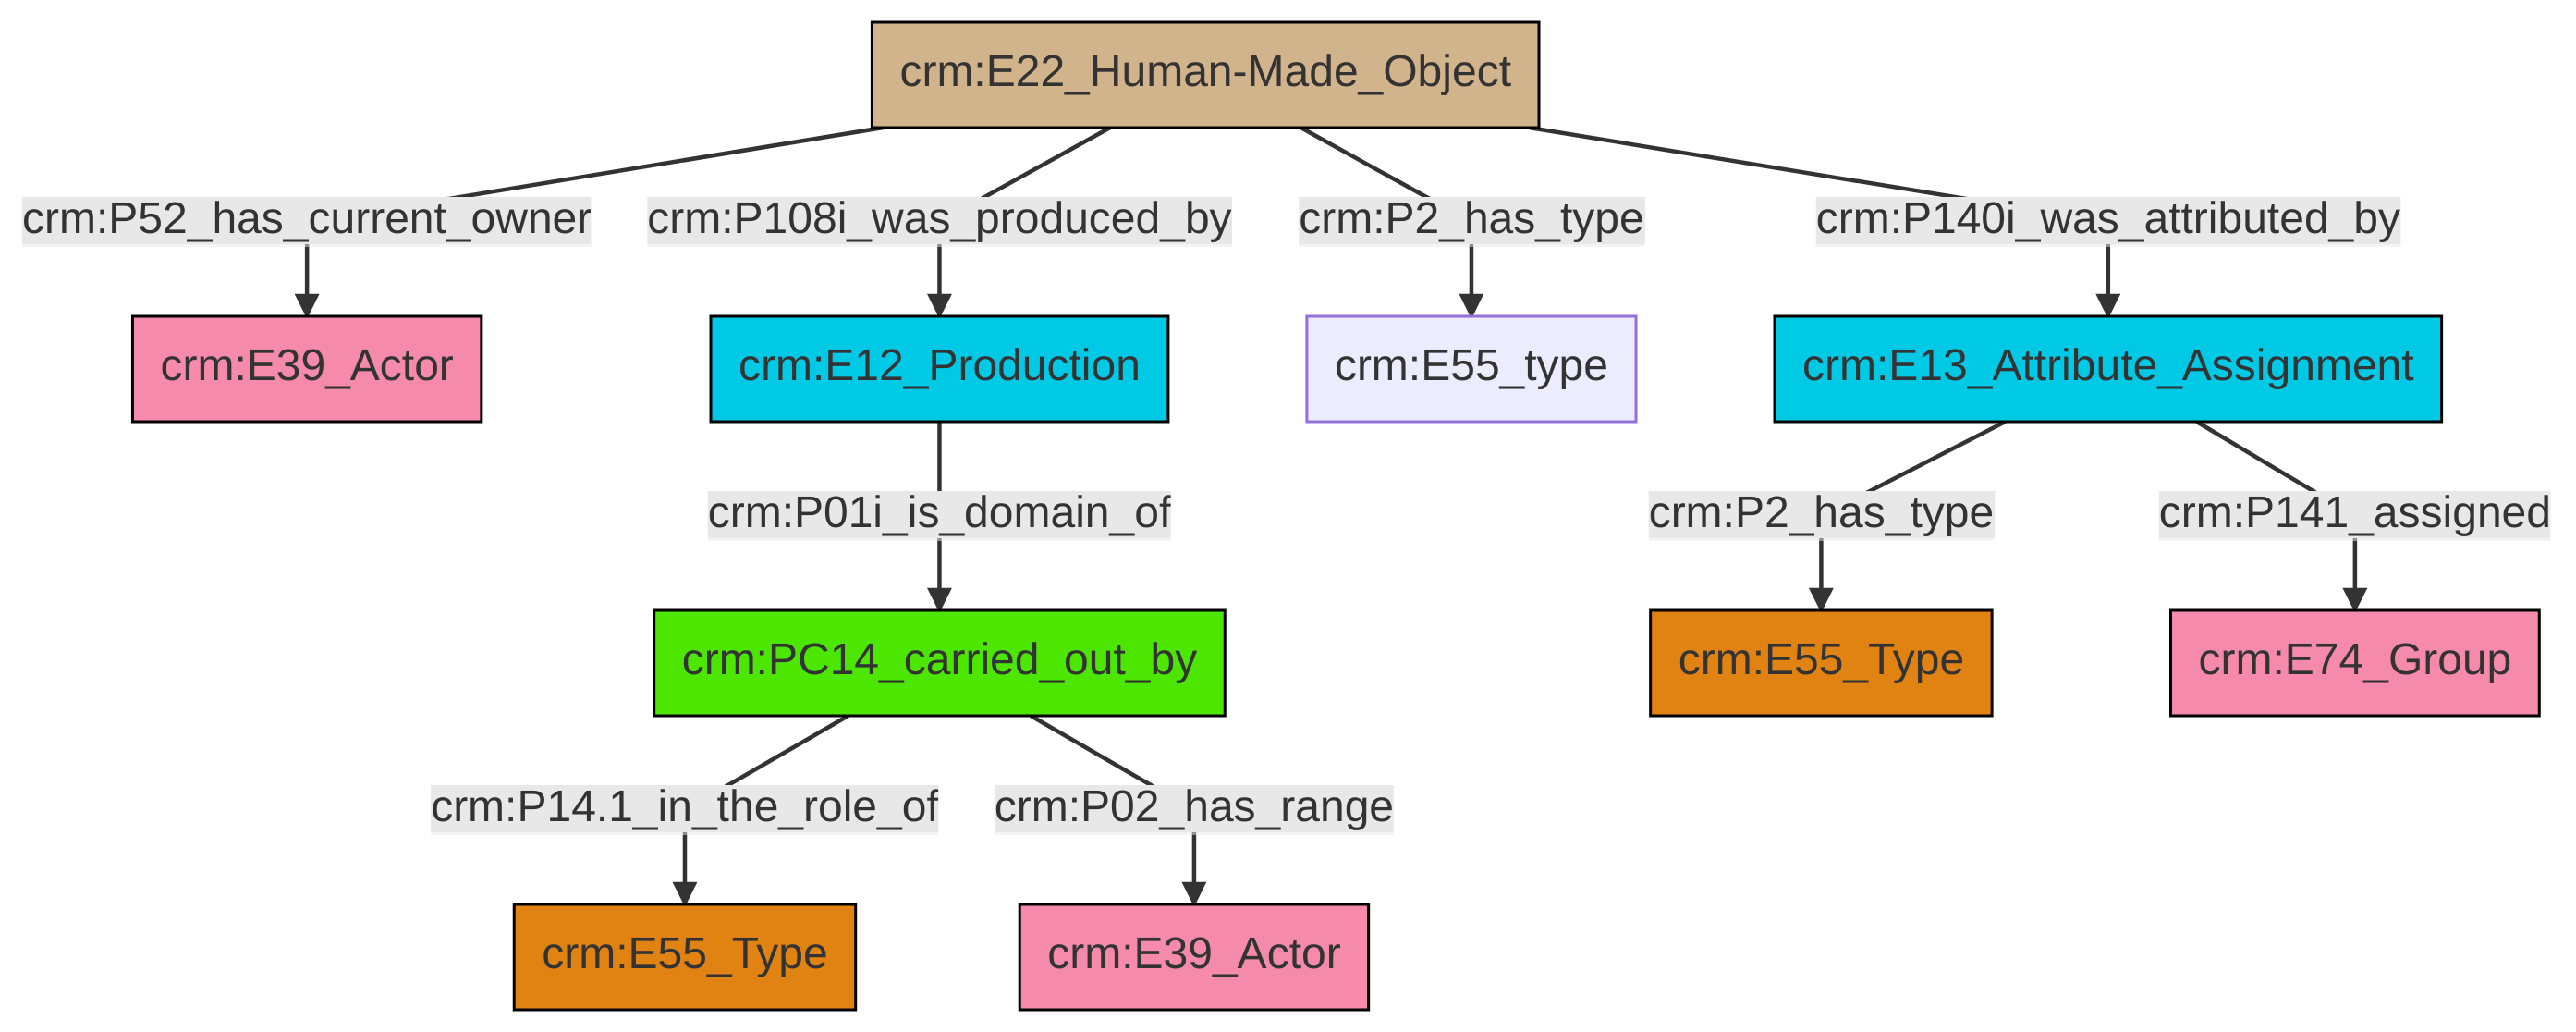 crm:E22_Human-Made_Object
crm:P52_has_current_owner
crm:P108i_was_produced_by
crm:P2_has_type
crm:P140i_was_attributed_by
crm:E39_Actor
crm:E12_Production
crm:E55_type
crm:E13_Attribute_Assignment
crm:P01i_is_domain_of
crm:P2_has_type
crm:P141_assigned
crm:PC14_carried_out_by
crm:E55_Type
crm:E74_Group
crm:P14.1_in_the_role_of
crm:P02_has_range
crm:E55_Type
crm:E39_Actor